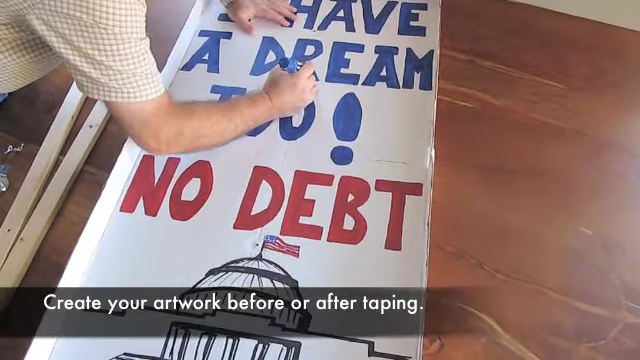 I HAVE
A DREAM
TOO!
NO DEBT
Create your artwork before or after taping.